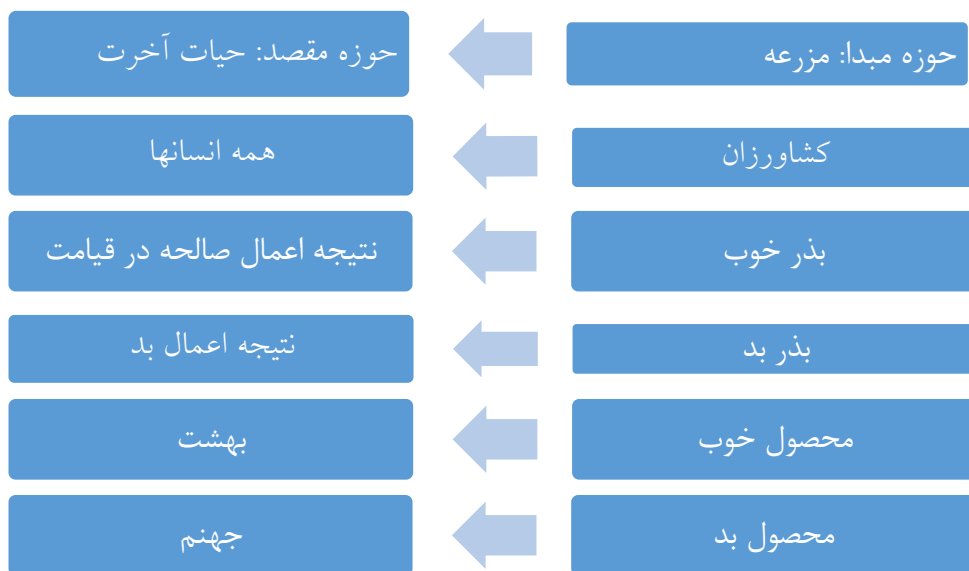 حوزه مبدا: مزرعه
حوزه مقصد: حیات آخرت
کشاورزان
همه انسانها
بذر خوب
نتیجه اعمال صالحه در قیامت
بذر بد
نتیجه اعمال بد
محصول خوب
بهشت
محصول بد
جهنم